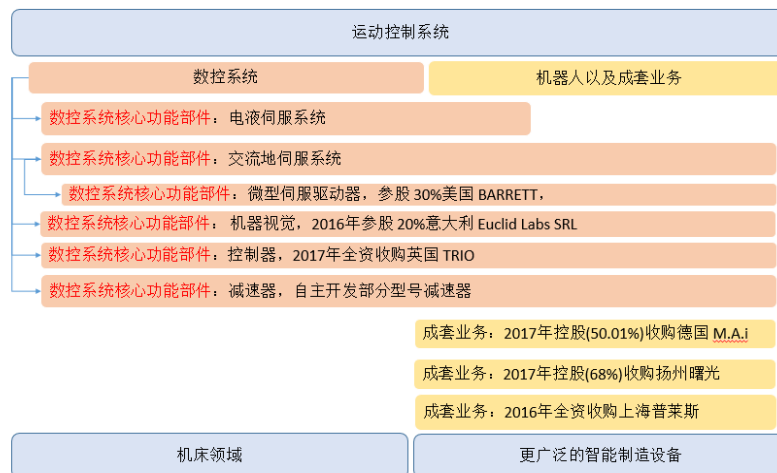 运动控制系统
数控系统
机器人以及成套业务
数控系统核心功能部件：电液伺服系统
数控系统核心功能部件：交流地伺服系统
数控系统核心功能部件：微型伺服驱动器，参股 30%美国 BARRETT，
数控系统核心功能部件： 机器视觉，2016年参股 20%意大利 Euclid Labs SRL
数控系统核心功能部件：控制器，2017年全资收购英国 TRIO
数控系统核心功能部件：减速器，自主开发部分型号减速器
成套业务：2017年控股(50.01%)收购德国 M.A.i
成套业务：2017年控股(68%)收购扬州曙光
成套业务：2016年全资收购上海普莱斯
机床领域
更广泛的智能制造设备